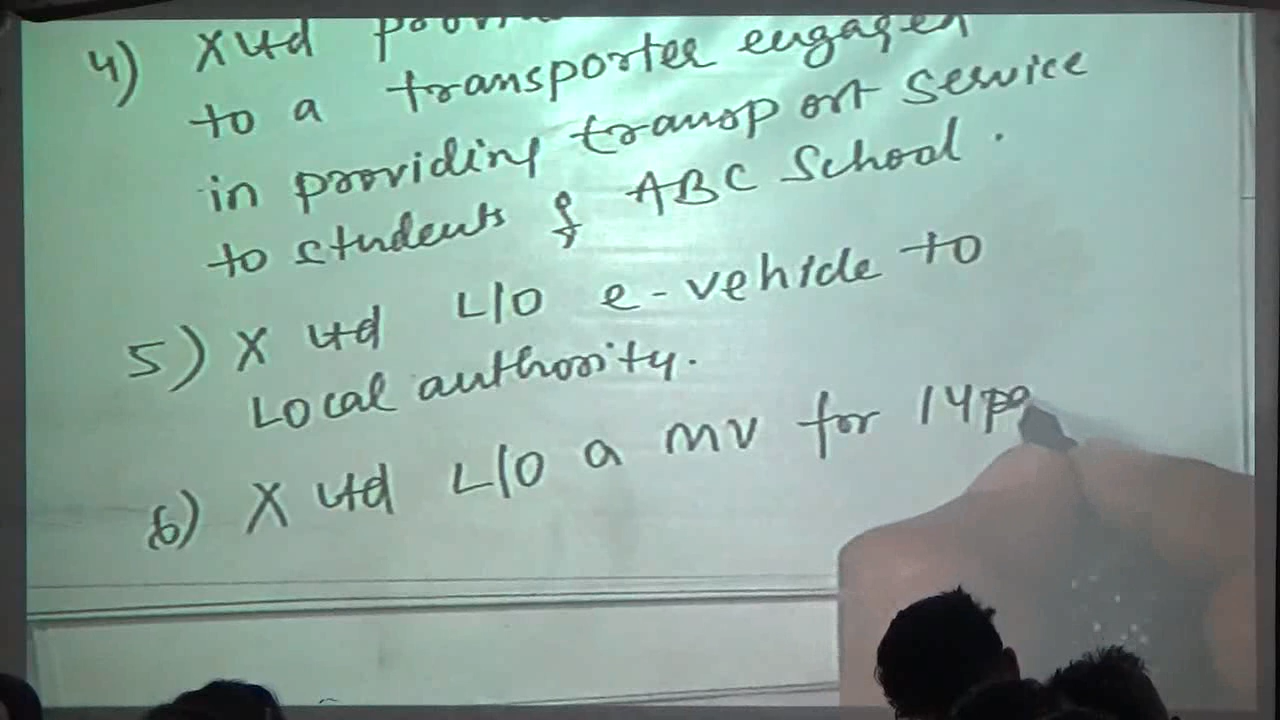 4) X Ltd
to a transporter engaged
in providing transport service
to students of ABC School.
5) X Ltd L/O e-vehicle to
Local authority.
6) X Ltd L/O a MV for 14